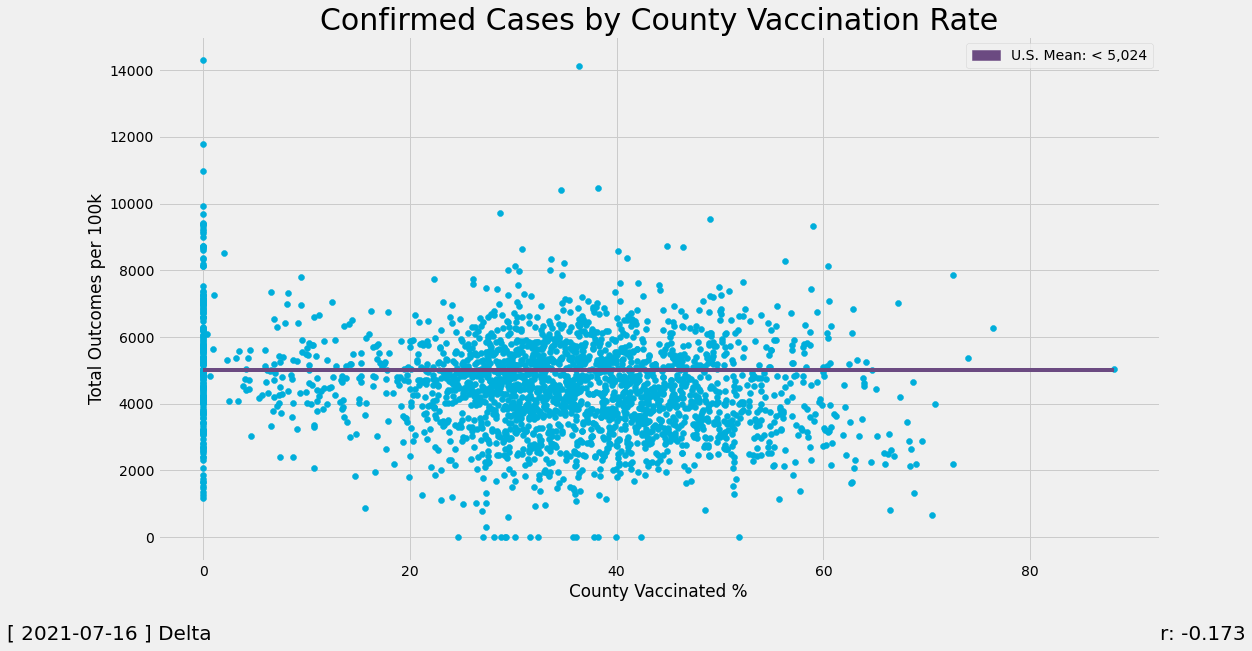 Confirmed Cases by County Vaccination Rate
U.S. Mean: < 5,024
Total Outcomes per 100k
14000
12000
10000
8000
6000
4000
2000
0
0 20 40 60 80
County Vaccinated %
[ 2021-07-16 ] Delta
r: -0.173